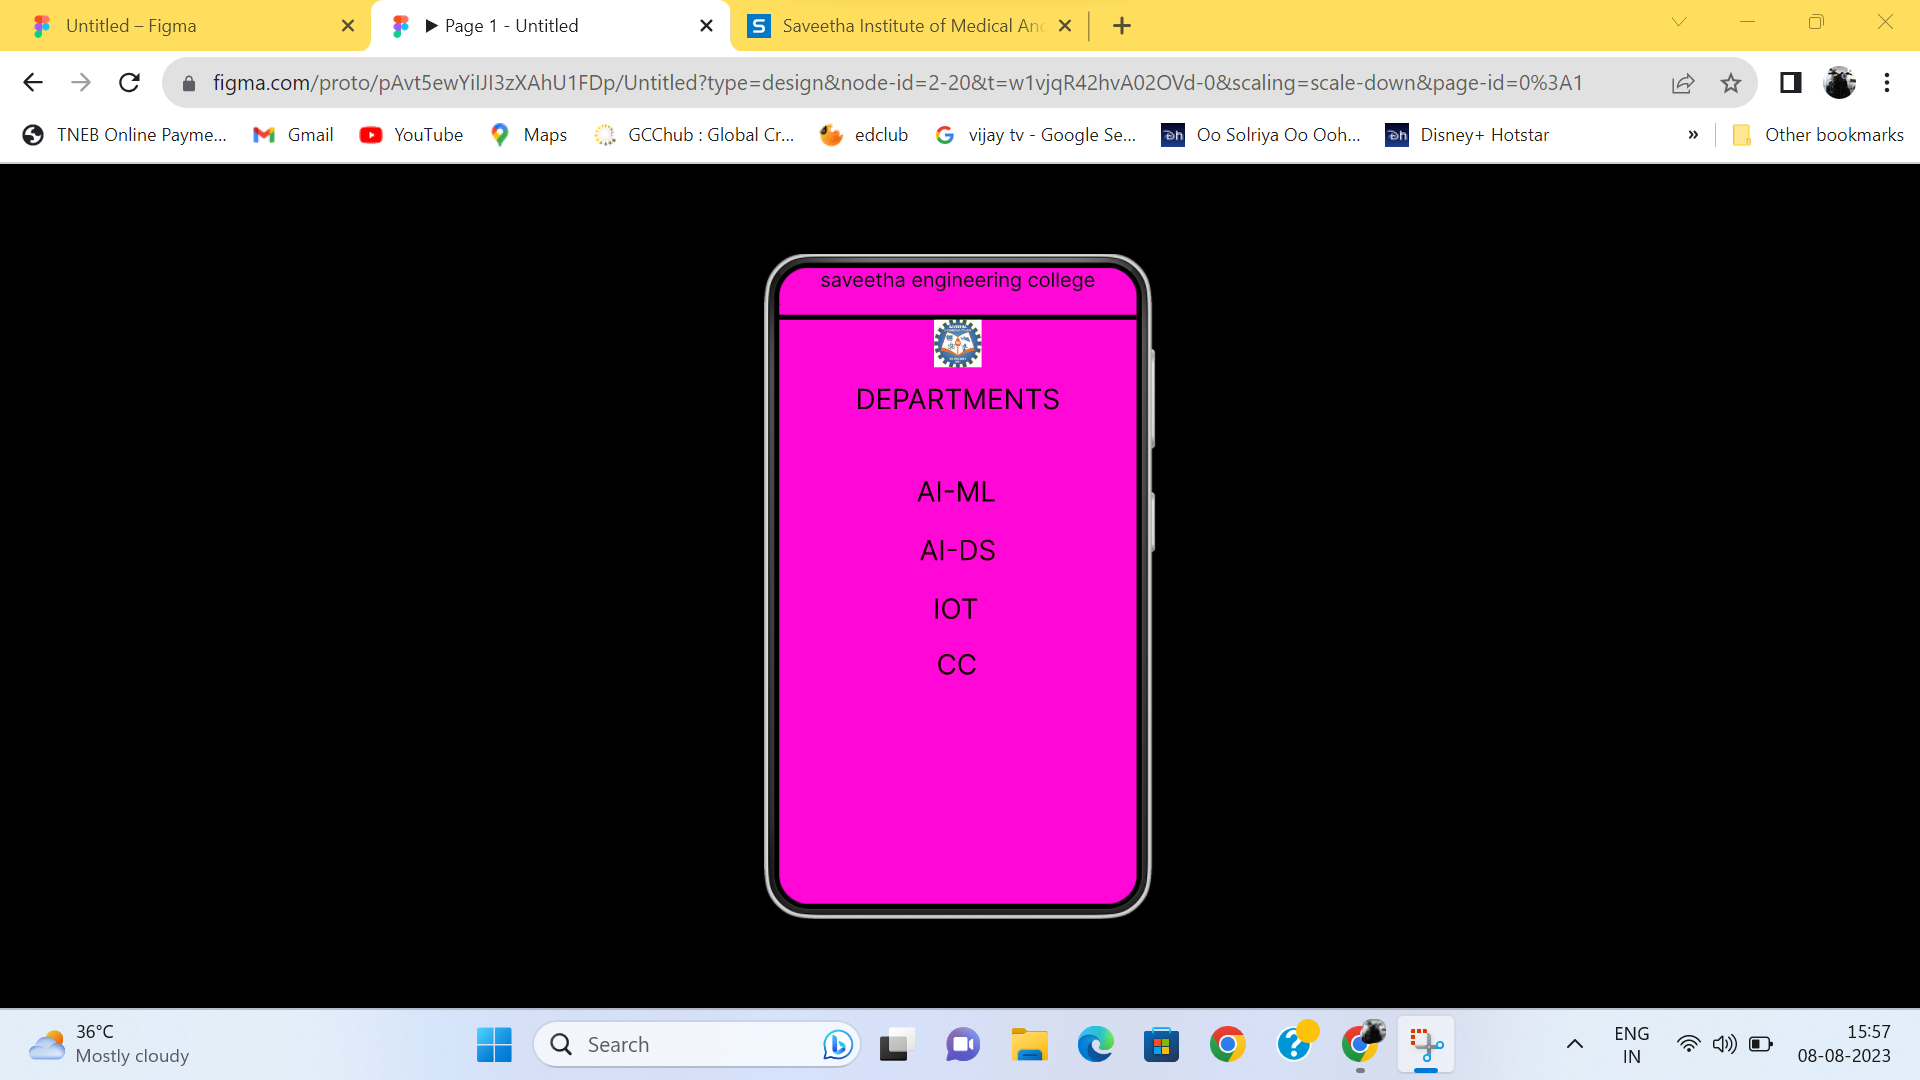 Untitled – Figma
▶ Page 1 - Untitled
Saveetha Institute of Medical And
figma.com/proto/pAvt5ewYiIJI3zXAhU1FDp/Untitled?type=design&node-id=2-20&t=w1vjqR42hvA02OVd-0&scaling=scale-down&page-id=0%3A1
TNEB Online Payme...
Gmail
YouTube
Maps
GCChub : Global Cr...
edclub
vijay tv - Google Se...
Oo Solriya Oo Ooh...
Disney+ Hotstar
»
Other bookmarks
saveetha engineering college
DEPARTMENTS
AI-ML
AI-DS
IOT
CC
36°C
Mostly cloudy
Search
ENG
IN
15:57
08-08-2023